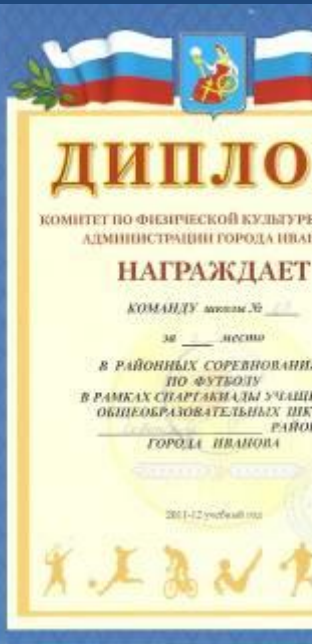 ДИПЛО
КОМИТЕТ ПО ФИЗИЧЕСКОЙ КУЛЬТУРЕ
АДМИНИСТРАЦИИ ГОРОДА ИВАН
НАГРАЖДАЕТ
КОМАНДУ школы №
за место
В РАЙОННЫХ СОРЕВНОВАНИ
ПО ФУТБОЛУ
В РАМКАХ СПАРТАКИАДЫ УЧАЩИ
ОБЩЕОБРАЗОВАТЕЛЬНЫХ ШК
РАЙО
ГОРОДА ИВАНОВА
2011-12 учебный год